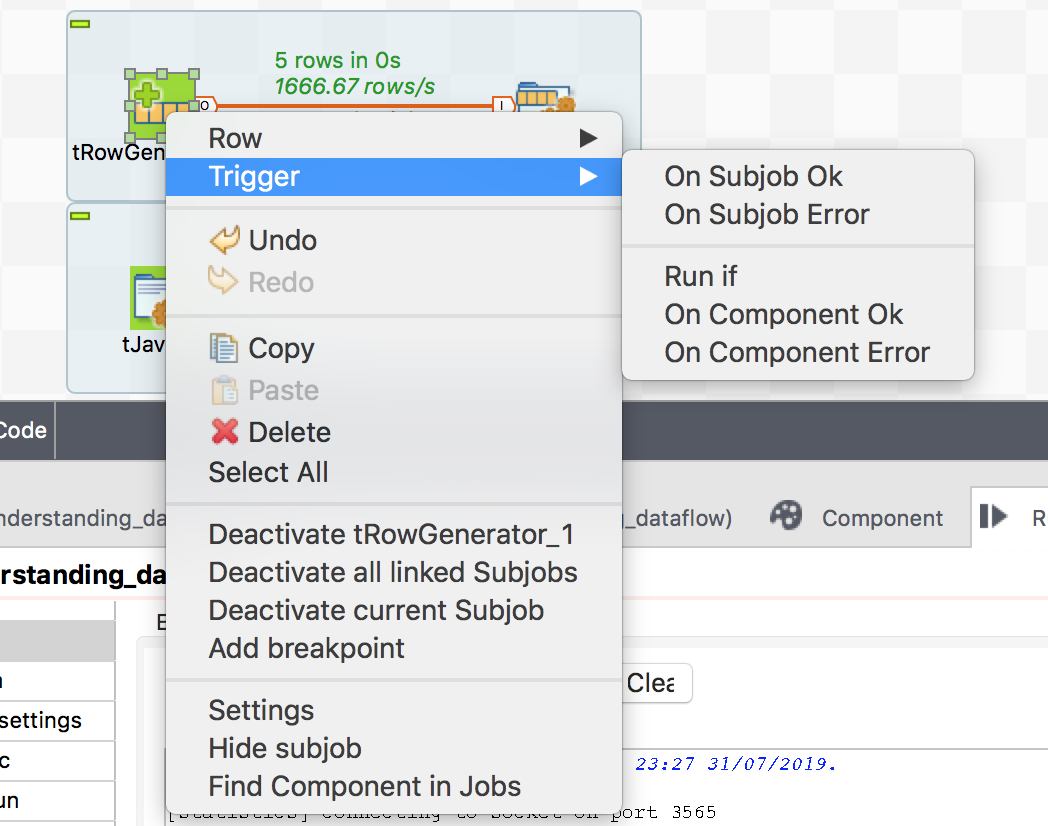 5 rows in 0s
1666.67 rows/s
O
I
tRowGen
Row
Trigger
On Subjob Ok
On Subjob Error
Run if
On Component Ok
On Component Error
Undo
Redo
tJav
Copy
Paste
Delete
Select All
Code
nderstanding_da
_dataflow)
Component
R
Deactivate tRowGenerator_1
Deactivate all linked Subjobs
Deactivate current Subjob
Add breakpoint
rstanding_da
E
Clea
settings
Settings
Hide subjob
Find Component in Jobs
c
un
23:27 31/07/2019.
[statistics] connecting to socket on port 3565